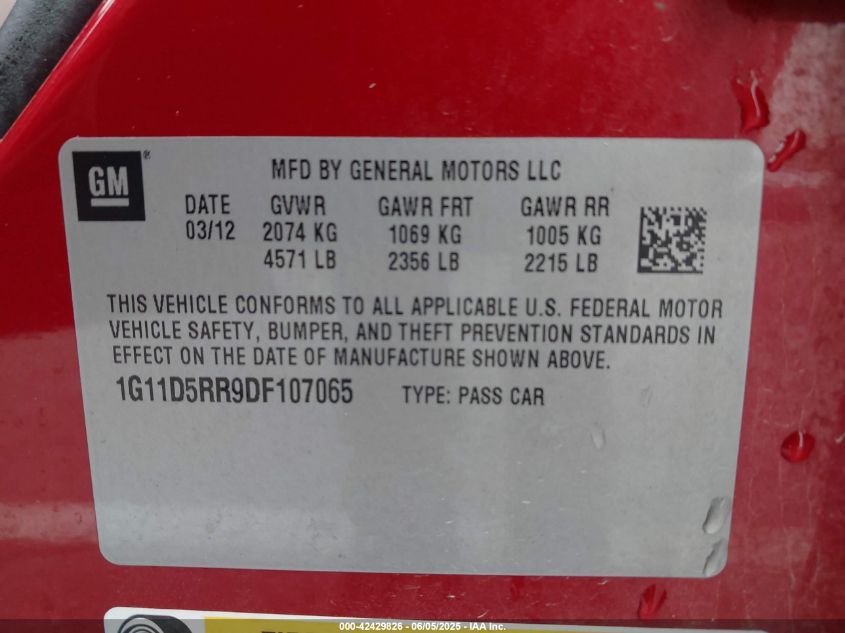 GM®
MFD BY GENERAL MOTORS LLC
DATE GVWR GAWR FRT GAWR RR
03/12 2074 KG 1069 KG 1005 KG
4571 LB 2356 LB 2215 LB
THIS VEHICLE CONFORMS TO ALL APPLICABLE U.S. FEDERAL MOTOR
VEHICLE SAFETY, BUMPER, AND THEFT PREVENTION STANDARDS IN
EFFECT ON THE DATE OF MANUFACTURE SHOWN ABOVE.
1G11D5RR9DF107065 TYPE: PASS CAR
000-42429826 - 06/05/2025 - IAA Inc.